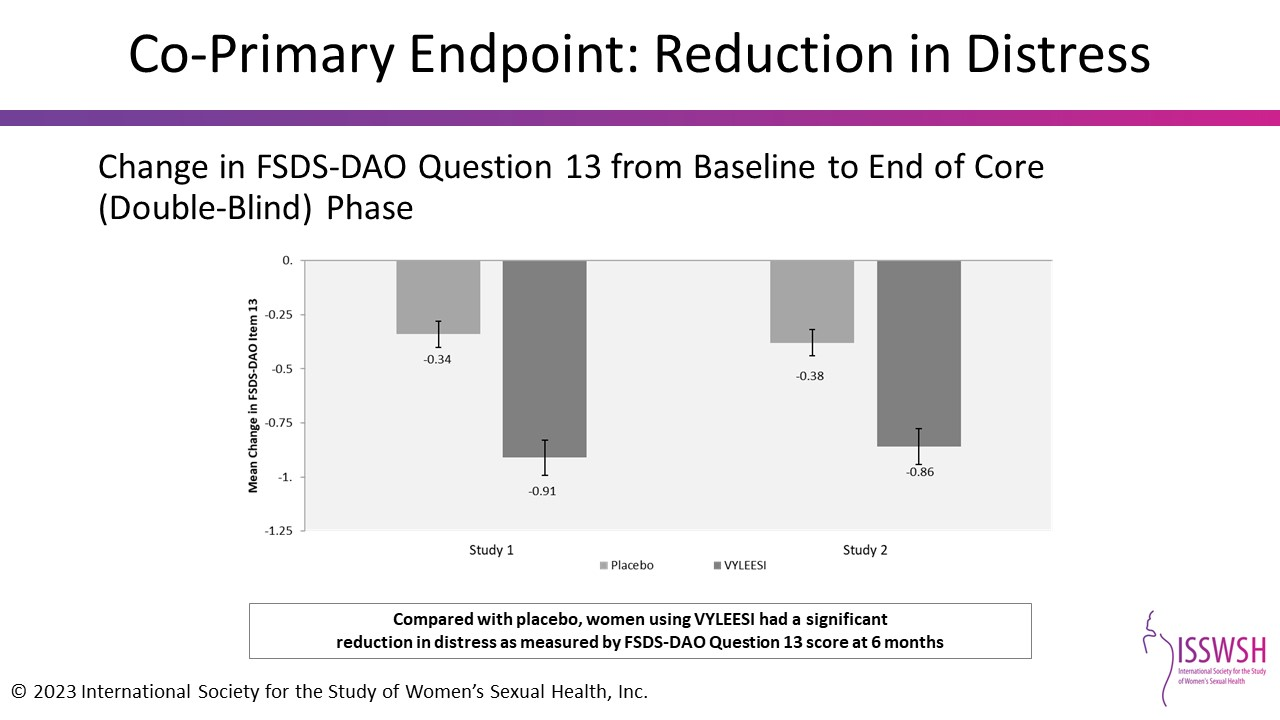 Co-Primary Endpoint: Reduction in Distress
Change in FSDS-DAO Question 13 from Baseline to End of Core
(Double-Blind) Phase
Mean Change in FSDS-DAO Item 13
0.
-0.25
-0.5
-0.75
-1.
-1.25
-0.34
-0.91
-0.38
-0.86
Study 1
Study 2
Placebo
VYLEESI
Compared with placebo, women using VYLEESI had a significant
reduction in distress as measured by FSDS-DAO Question 13 score at 6 months
ISSWSH
International Society for the Study
of Women's Sexual Health
© 2023 International Society for the Study of Women’s Sexual Health, Inc.